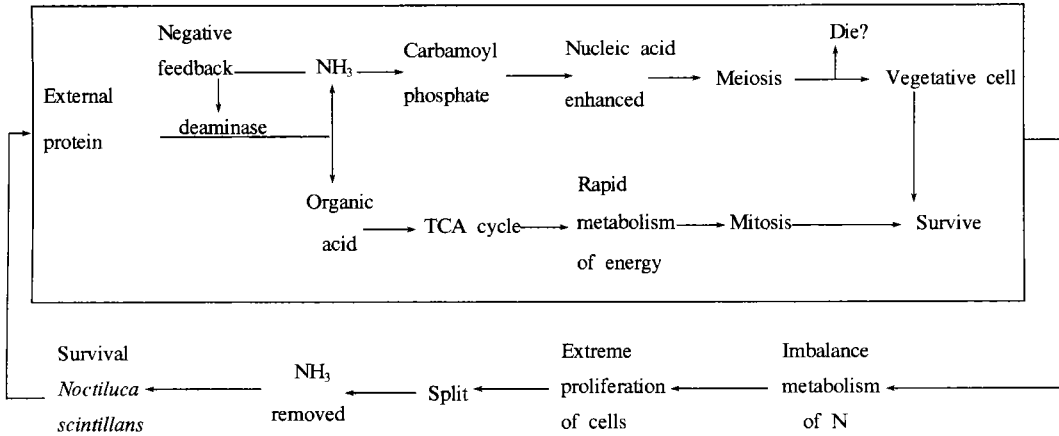 Negative
feedback
NH₃
Carbamoyl
phosphate
Nucleic acid
enhanced
Meiosis
Die?
Vegetative cell
External
protein
deaminase
Organic
acid
TCA cycle
Rapid
metabolism
of energy
Mitosis
Survive
Survival
Noctiluca
scintillans
NH₃
removed
Split
Extreme
proliferation
of cells
Imbalance
metabolism
of N